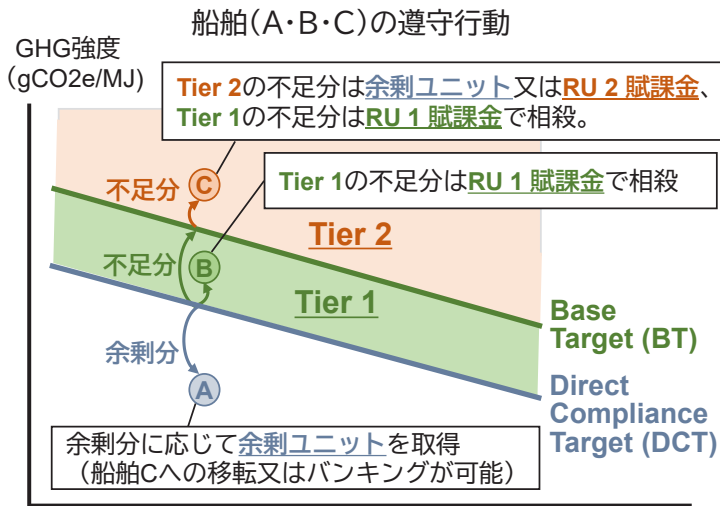 船舶（A・B・C）の遵守行動
GHG強度
（gCO2e/MJ）
Tier 2の不足分は余剰ユニット又はRU 2 賦課金、
Tier 1の不足分はRU 1 賦課金で相殺。
Tier 1の不足分はRU 1 賦課金で相殺
不足分
C
Tier 2
不足分
B
Tier 1
余剰分
A
Base
Target (BT)
Direct
Compliance
Target (DCT)
余剰分に応じて余剰ユニットを取得
（船舶Cへの移転又はバンキングが可能）